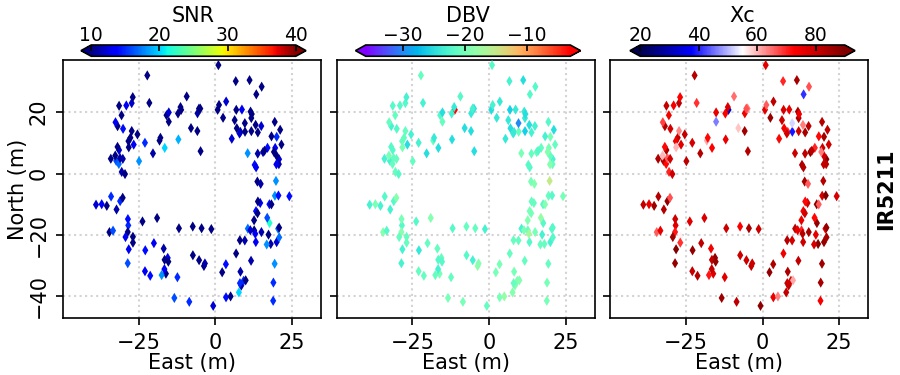 SNR DBV Xc
10 20 30 40 −30 −20 −10 20 40 60 80
20
0
−20
−40
North (m)
IR5211
−25 0 25 −25 0 25 −25 0 25
East (m) East (m) East (m)